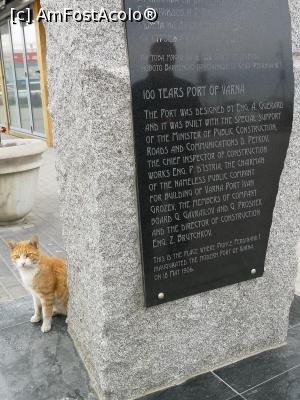 [c] AmFostAcolo®
100 YEARS PORT OF VARNA
THE PORT WAS DESIGNED BY ENG. A. GUERARD
AND IT WAS BUILT WITH THE SPECIAL SUPPORT
OF THE MINISTER OF PUBLIC CONSTRUCTION,
ROADS AND COMMUNICATIONS D. PETKOV,
THE CHIEF INSPECTOR OF CONSTRUCTION
WORKS ENG. P. DISTRIA, THE CHAIRMAN
OF THE NAMELESS PUBLIC COMPANY
FOR BUILDING OF VARNA PORT IVAN
GROZEV, THE MEMBERS OF COMPANY
BOARD G. GAVRAILOV AND G. PROSHEK
AND THE DIRECTOR OF CONSTRUCTION
ENG. Z. BRUTCHKOV.
THIS IS THE PLACE WHERE PRINCE FERDINAND I
INAUGURATED THE MODERN PORT OF VARNA
ON 18 MAY 1906.